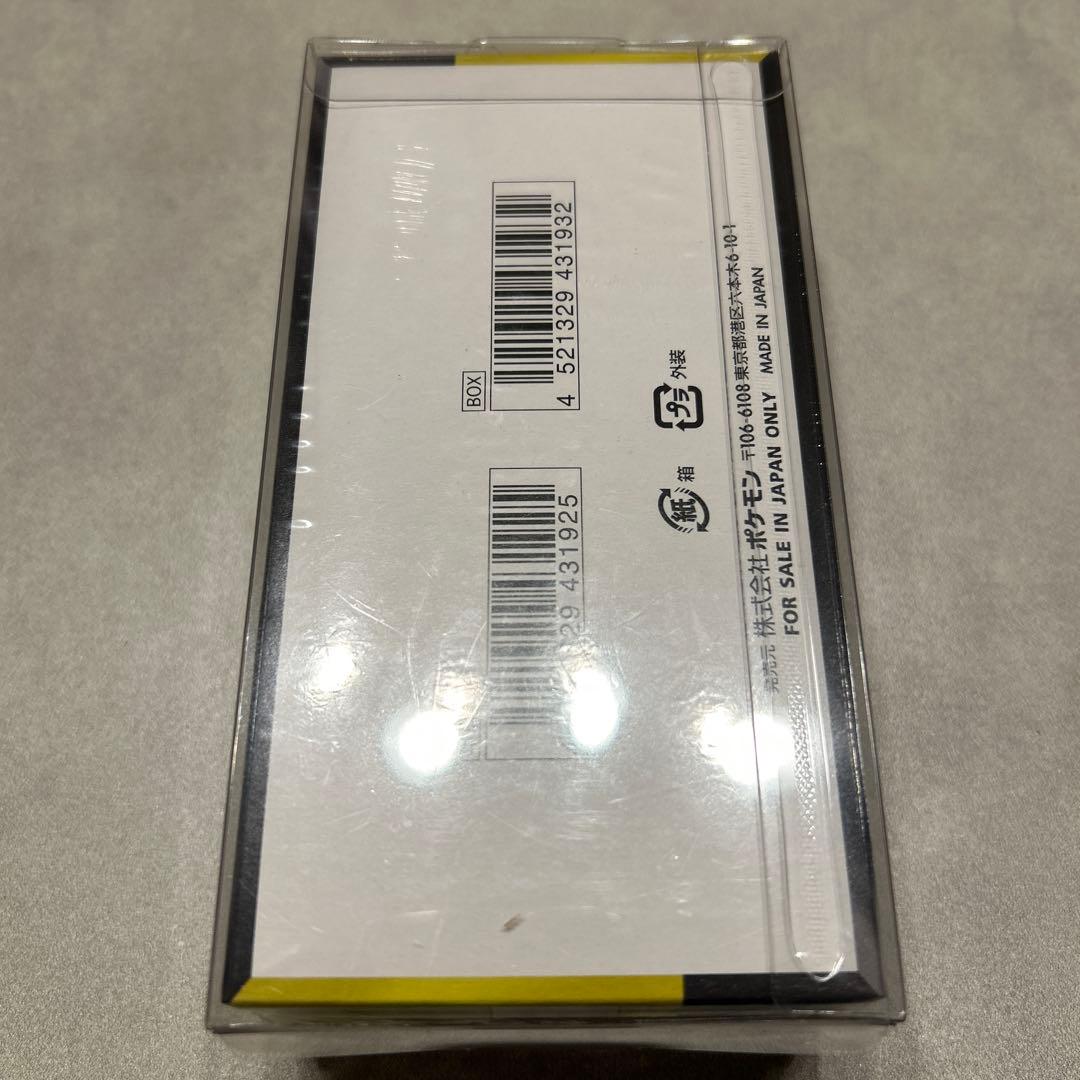 BOX
4 521329 431932
29 431925
プラ 外装
紙 箱
発売元 株式会社ポケモン 〒106-6108 東京都港区六本木6-10-1
FOR SALE IN JAPAN ONLY MADE IN JAPAN